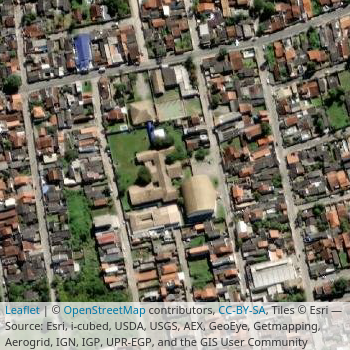 Leaflet | © OpenStreetMap contributors, CC-BY-SA, Tiles © Esri —
Source: Esri, i-cubed, USDA, USGS, AEX, GeoEye, Getmapping,
Aerogrid, IGN, IGP, UPR-EGP, and the GIS User Community